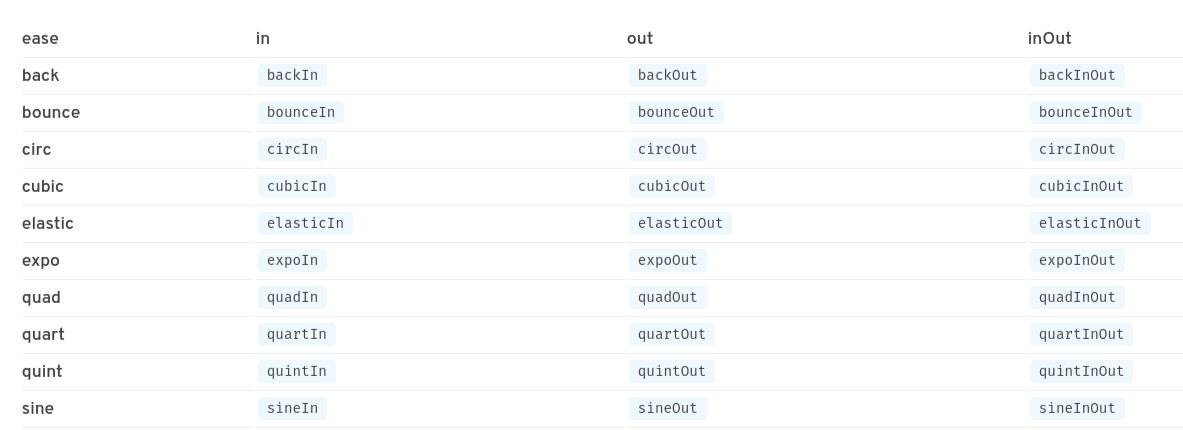 ease in out inOut
back backIn backOut backInOut
bounce bounceIn bounceOut bounceInOut
circ circIn circOut circInOut
cubic cubicIn cubicOut cubicInOut
elastic elasticIn elasticOut elasticInOut
expo expoIn expoOut expoInOut
quad quadIn quadOut quadInOut
quart quartIn quartOut quartInOut
quint quintIn quintOut quintInOut
sine sineIn sineOut sineInOut